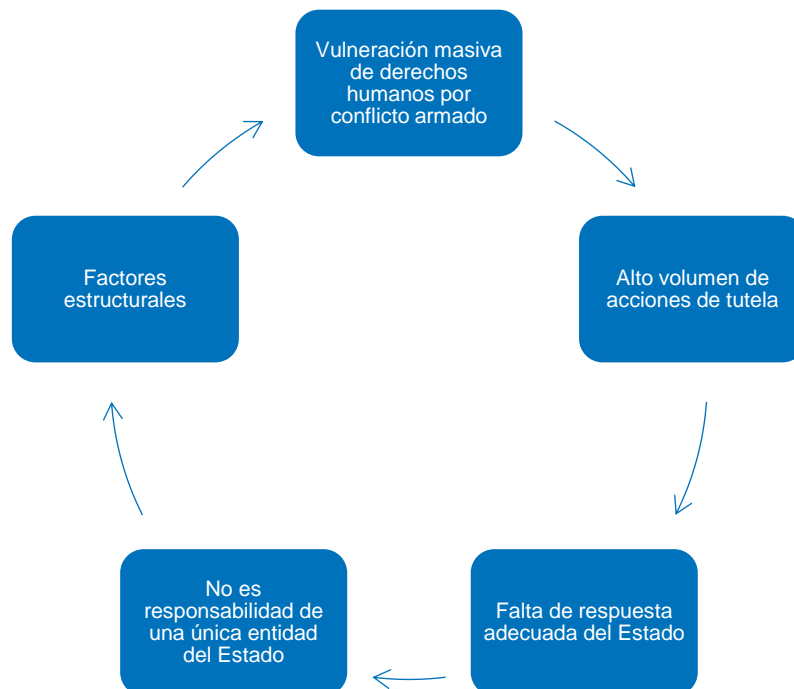 Vulneración masiva
de derechos
humanos por
conflicto armado
Alto volumen de
acciones de tutela
Falta de respuesta
adecuada del Estado
No es
responsabilidad de
una única entidad
del Estado
Factores
estructurales